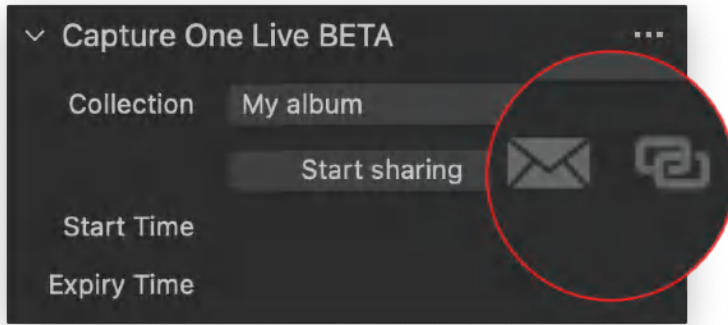 Capture One Live BETA
Collection My album
Start sharing
Start Time
Expiry Time